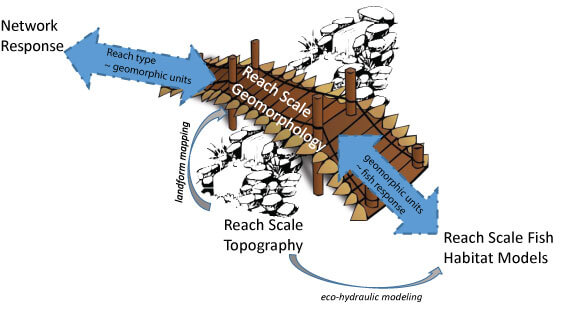 Network
Response
Reach type
~ geomorphic units
Reach Scale
Geomorphology
landform mapping
geomorphic units
~ fish response
Reach Scale
Topography
Reach Scale Fish
Habitat Models
eco-hydraulic modeling